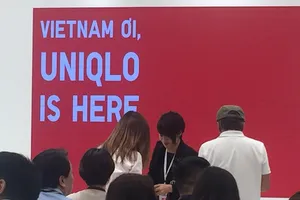 VIETNAM ƠI,
UNIQLO
IS HERE